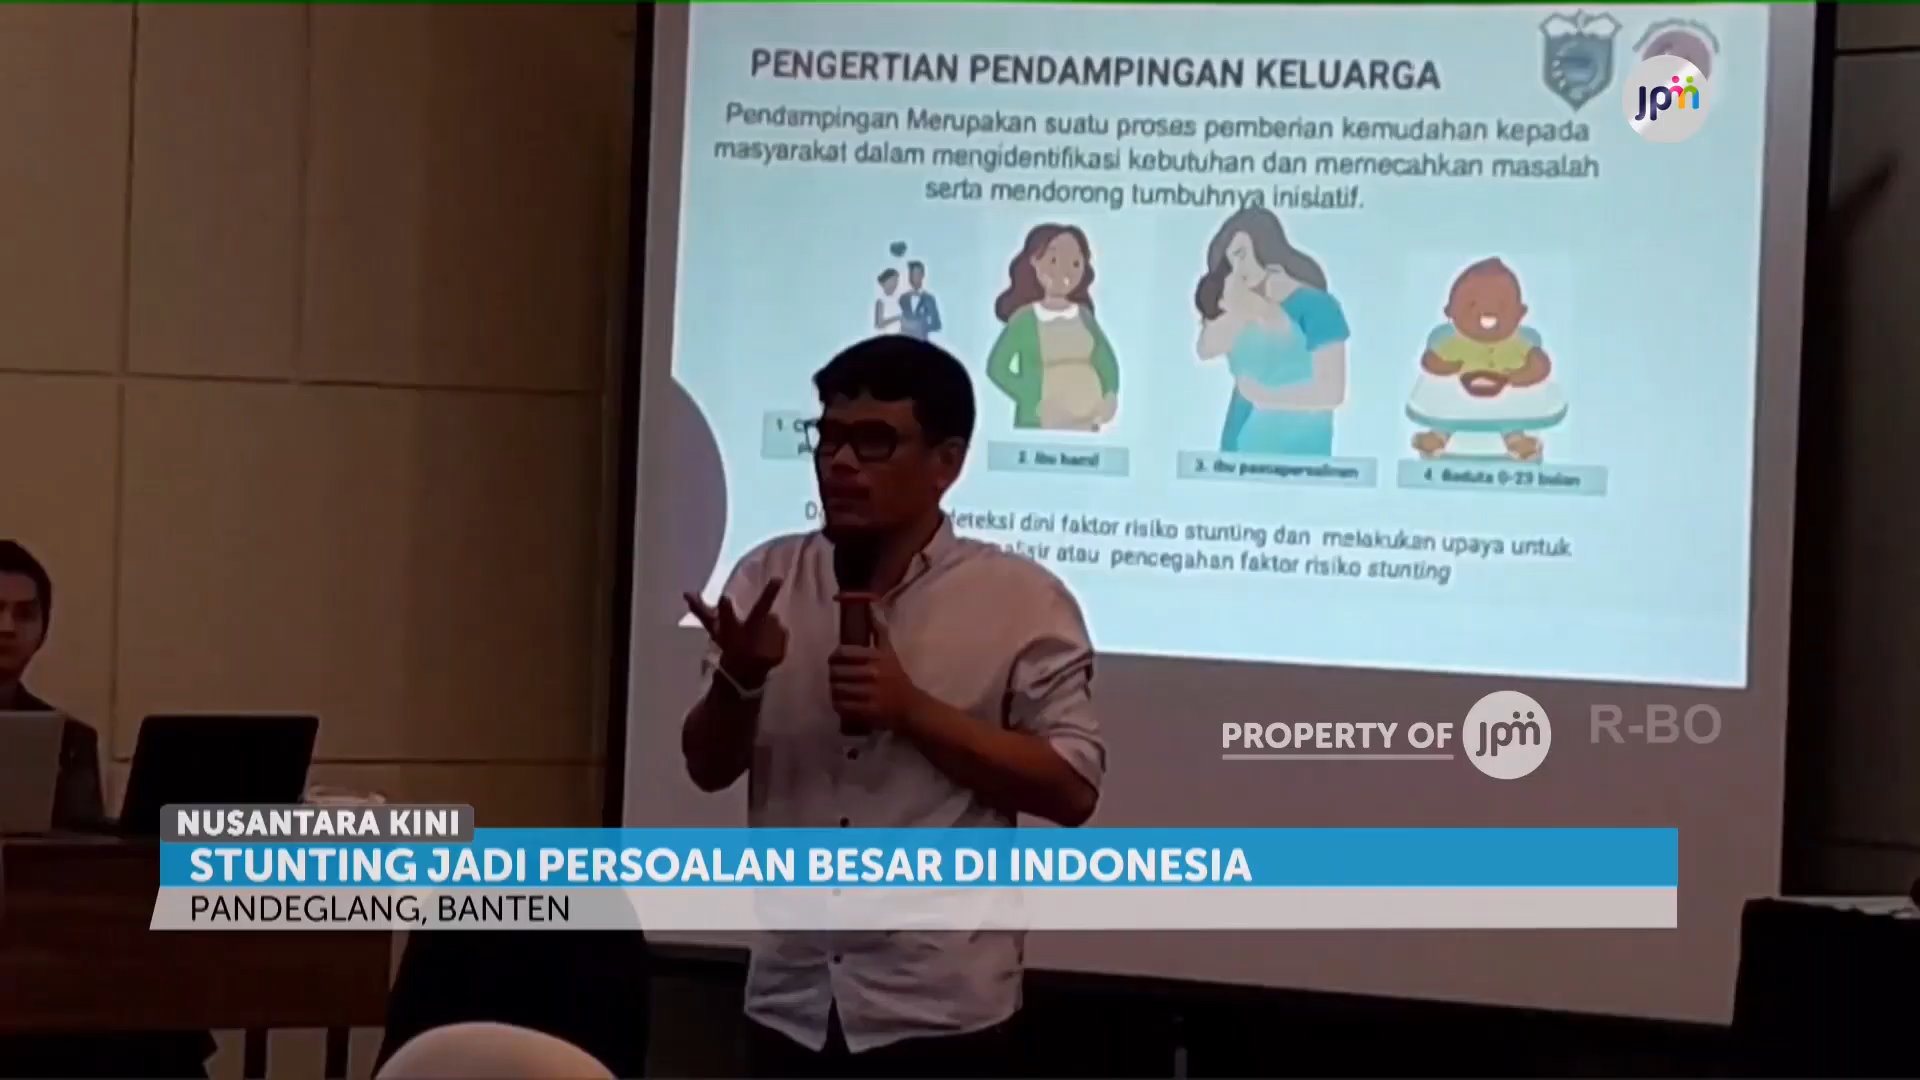 PENGERTIAN PENDAMPINGAN KELUARGA
jpm
Pendampingan Merupakan suatu proses pemberian kemudahan kepada
masyarakat dalam mengidentifikasi kebutuhan dan memecahkan masalah
serta mendorong tumbuhnya inisiatif.
1.
2. Ibu hamil
3. Ibu pascapersalinan
4. Baduta 0-23 bulan
deteksi dini faktor risiko stunting dan melakukan upaya untuk
atau pencegahan faktor risiko stunting
PROPERTY OF jpm R-BO
NUSANTARA KINI
STUNTING JADI PERSOALAN BESAR DI INDONESIA
PANDEGLANG, BANTEN